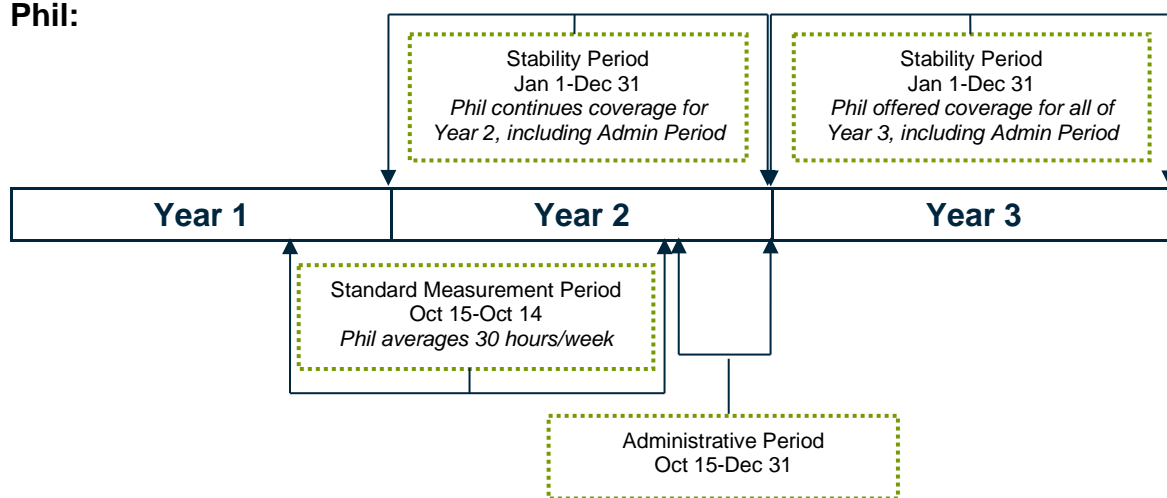 Phil:
Stability Period
Jan 1-Dec 31
Phil continues coverage for
Year 2, including Admin Period
Stability Period
Jan 1-Dec 31
Phil offered coverage for all of
Year 3, including Admin Period
Year 1
Year 2
Year 3
Standard Measurement Period
Oct 15-Oct 14
Phil averages 30 hours/week
Administrative Period
Oct 15-Dec 31